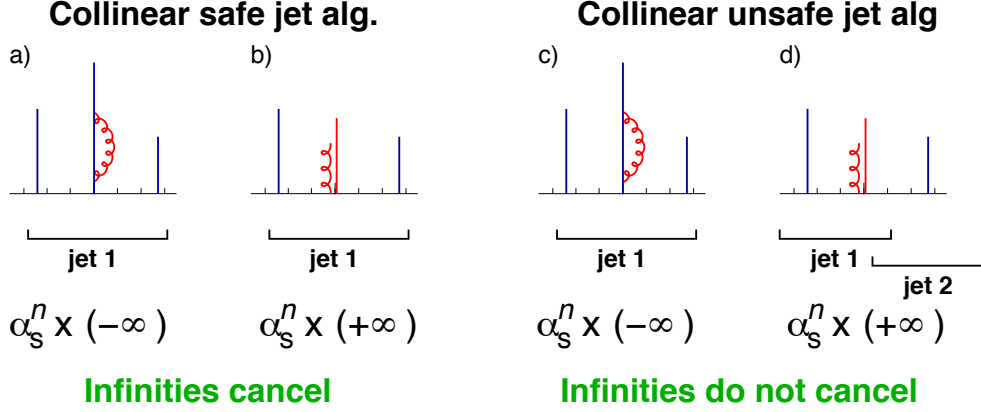 Collinear safe jet alg.
Collinear unsafe jet alg
a)
b)
c)
d)
jet 1
jet 1
jet 1
jet 1
jet 2
αₛⁿ x (−∞)
αₛⁿ x (+∞)
αₛⁿ x (−∞)
αₛⁿ x (+∞)
Infinities cancel
Infinities do not cancel